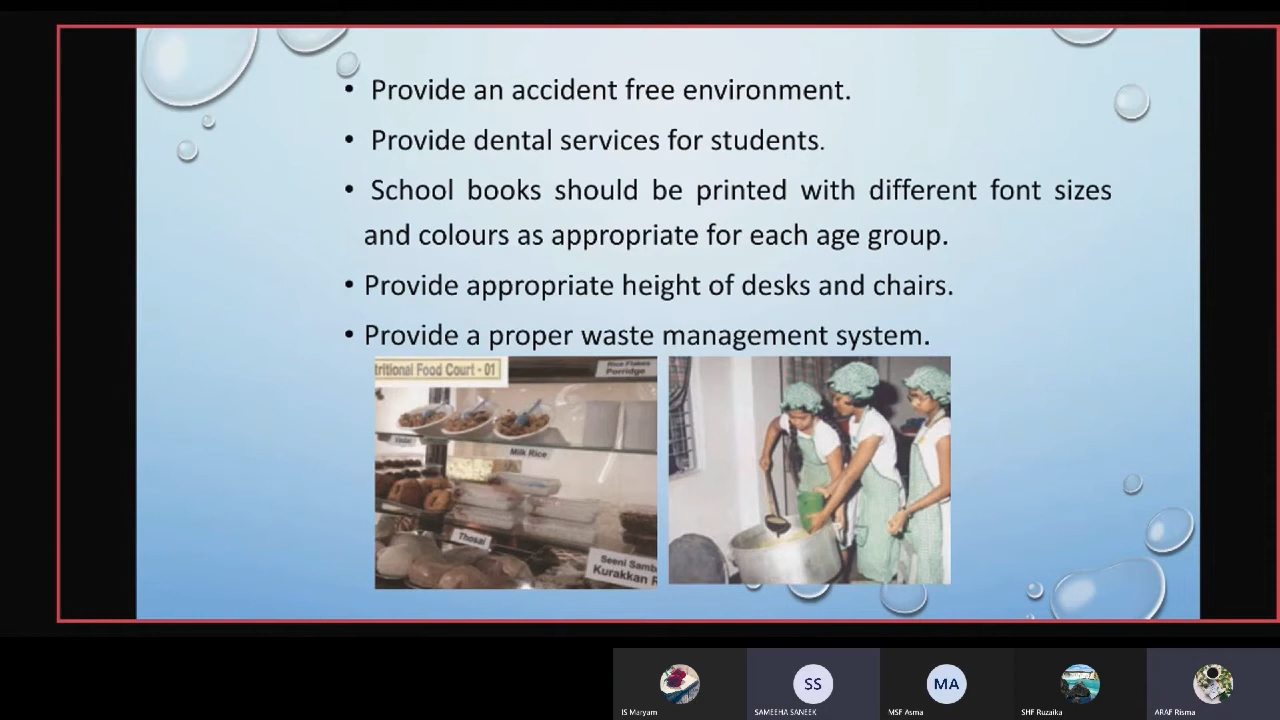 • Provide an accident free environment.
• Provide dental services for students.
• School books should be printed with different font sizes
and colours as appropriate for each age group.
• Provide appropriate height of desks and chairs.
• Provide a proper waste management system.
tritional Food Court - 01
Rice Flakes
Porridge
Vadai
Milk Rice
Thosai
Seeni Samb
Kurakkan R
SS
MA
IS Maryam
SAMEEHA SANEEK
MSF Asma
SHF Ruzaika
ARAF Risma